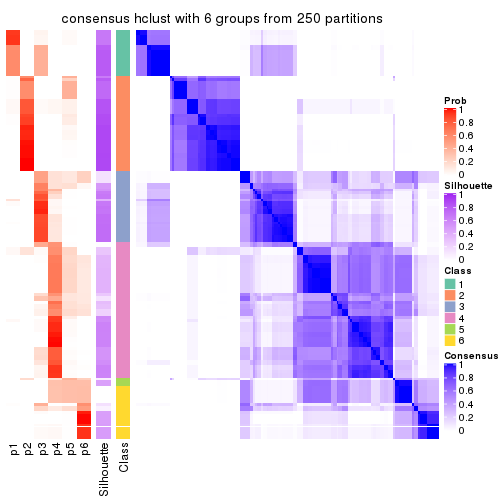 consensus hclust with 6 groups from 250 partitions
Prob
1
0.8
0.6
0.4
0.2
0
Silhouette
1
0.8
0.6
0.4
0.2
0
Class
1
2
3
4
5
6
Consensus
1
0.8
0.6
0.4
0.2
0
p1
p2
p3
p4
p5
p6
Silhouette
Class